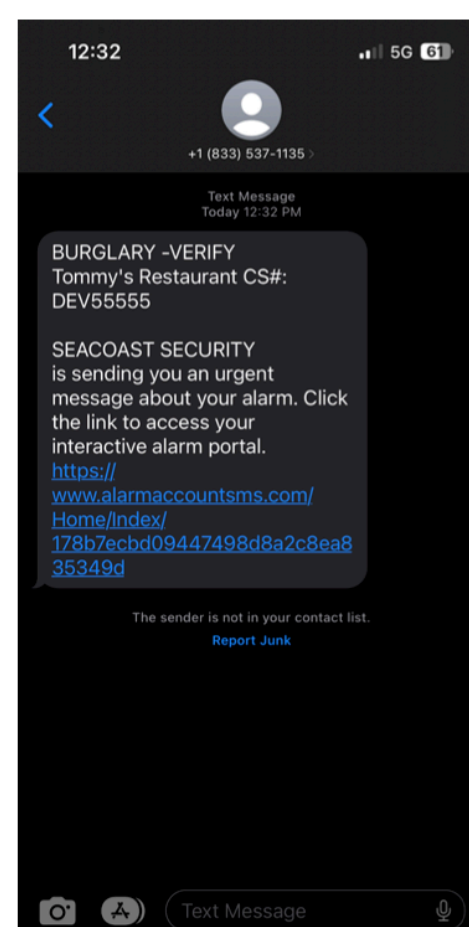 12:32
5G 61
+1 (833) 537-1135 >
Text Message
Today 12:32 PM
BURGLARY -VERIFY
Tommy's Restaurant CS#:
DEV55555
SEACOAST SECURITY
is sending you an urgent
message about your alarm. Click
the link to access your
interactive alarm portal.
https://
www.alarmaccountsms.com/
Home/Index/
178b7ecbd09447498d8a2c8ea8
35349d
The sender is not in your contact list.
Report Junk
Text Message